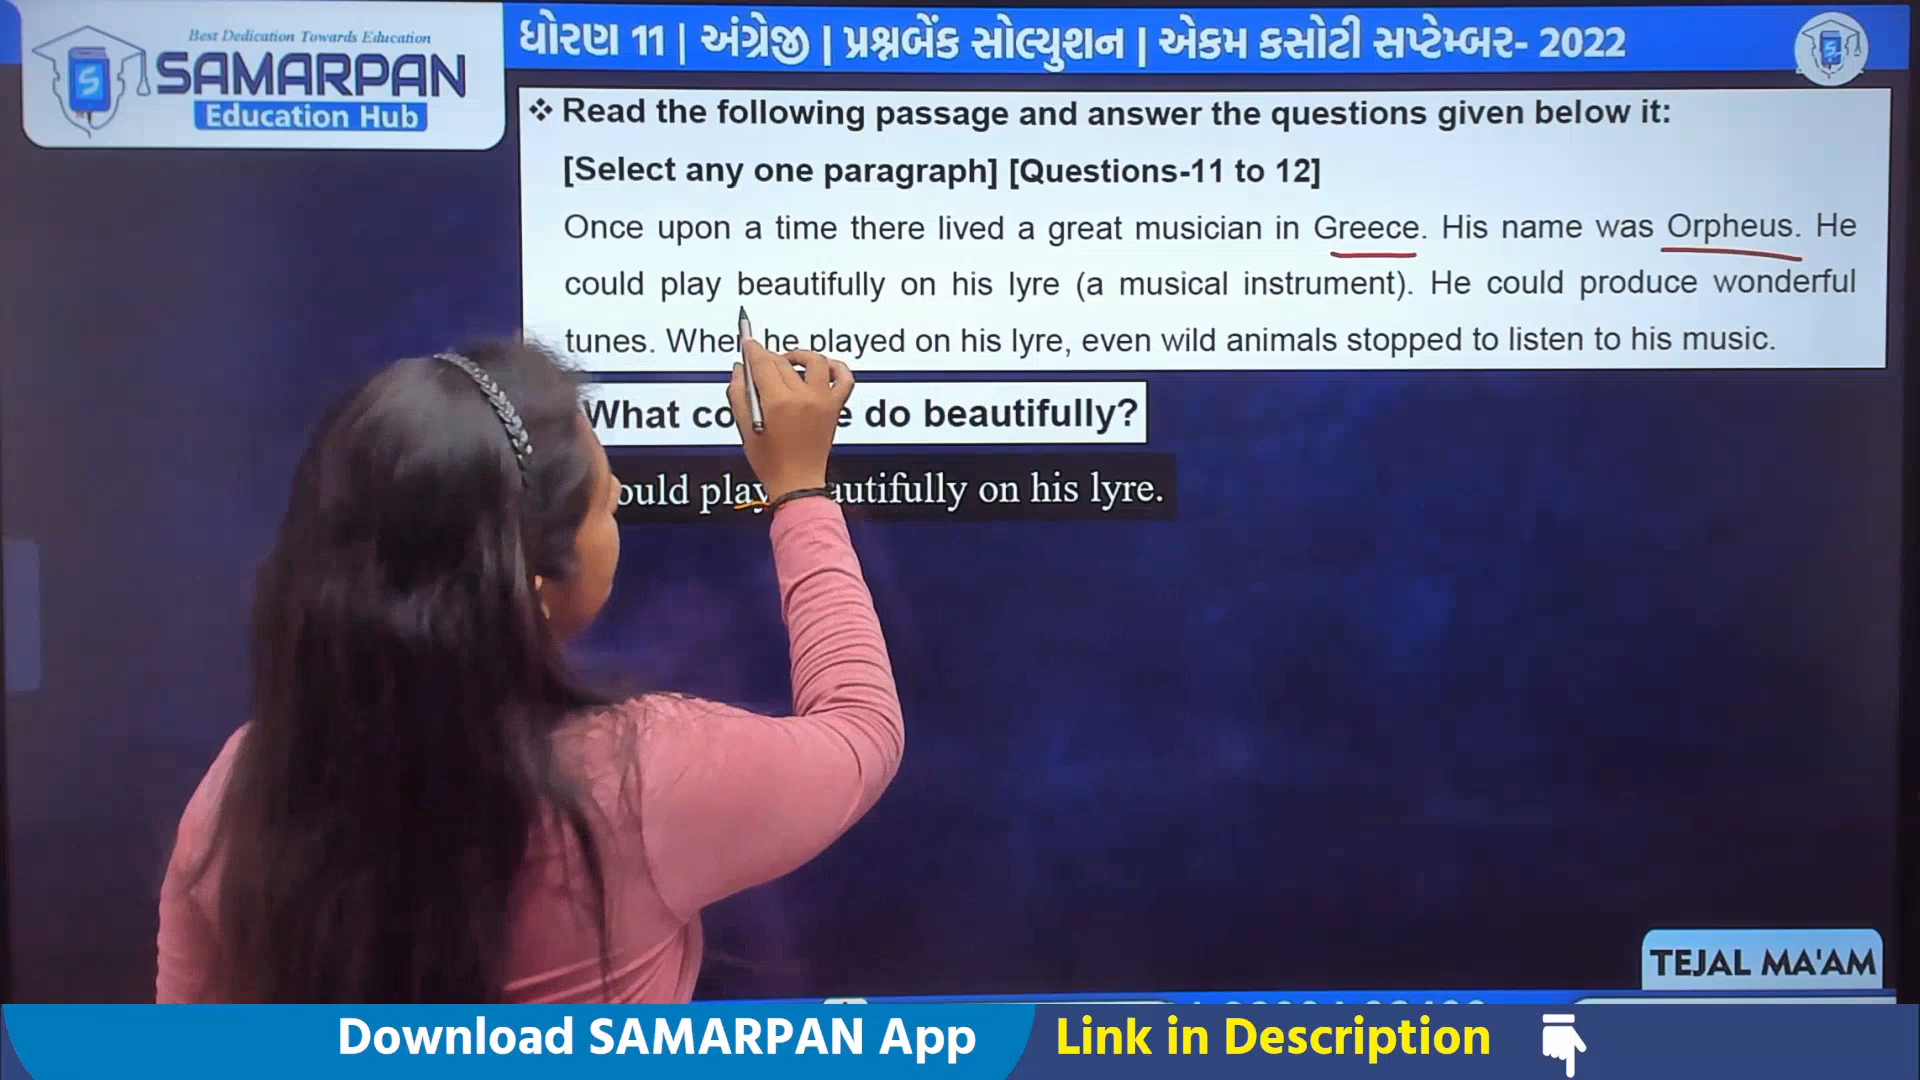 Best Dedication Towards Education
SAMARPAN
Education Hub
ધોરણ 11 | અંગ્રેજી | પ્રશ્નબેંક સોલ્યુશન | એકમ કસોટી સપ્ટેમ્બર- 2022
❖ Read the following passage and answer the questions given below it:
[Select any one paragraph] [Questions-11 to 12]
Once upon a time there lived a great musician in Greece. His name was Orpheus. He
could play beautifully on his lyre (a musical instrument). He could produce wonderful
tunes. When he played on his lyre, even wild animals stopped to listen to his music.
What do beautifully?
play on his lyre.
TEJAL MA'AM
Download SAMARPAN App
Link in Description